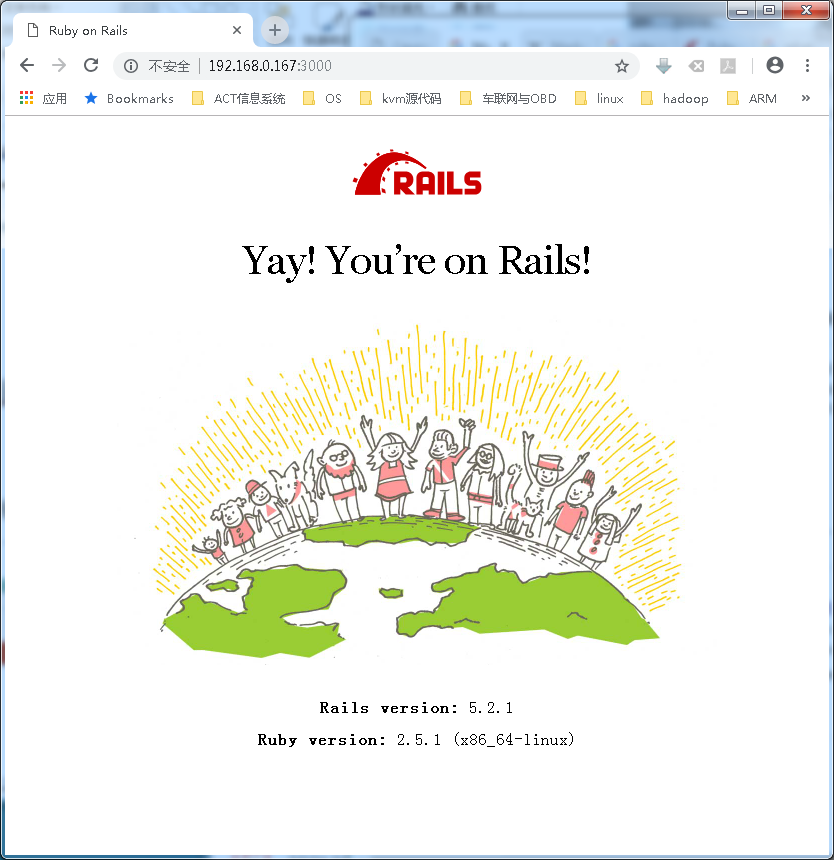 Ruby on Rails
不安全 192.168.0.167:3000
应用 Bookmarks ACT信息系统 OS kvm源代码 车联网与OBD linux hadoop ARM »
RAILS
Yay! You’re on Rails!
Rails version: 5.2.1
Ruby version: 2.5.1 (x86_64-linux)